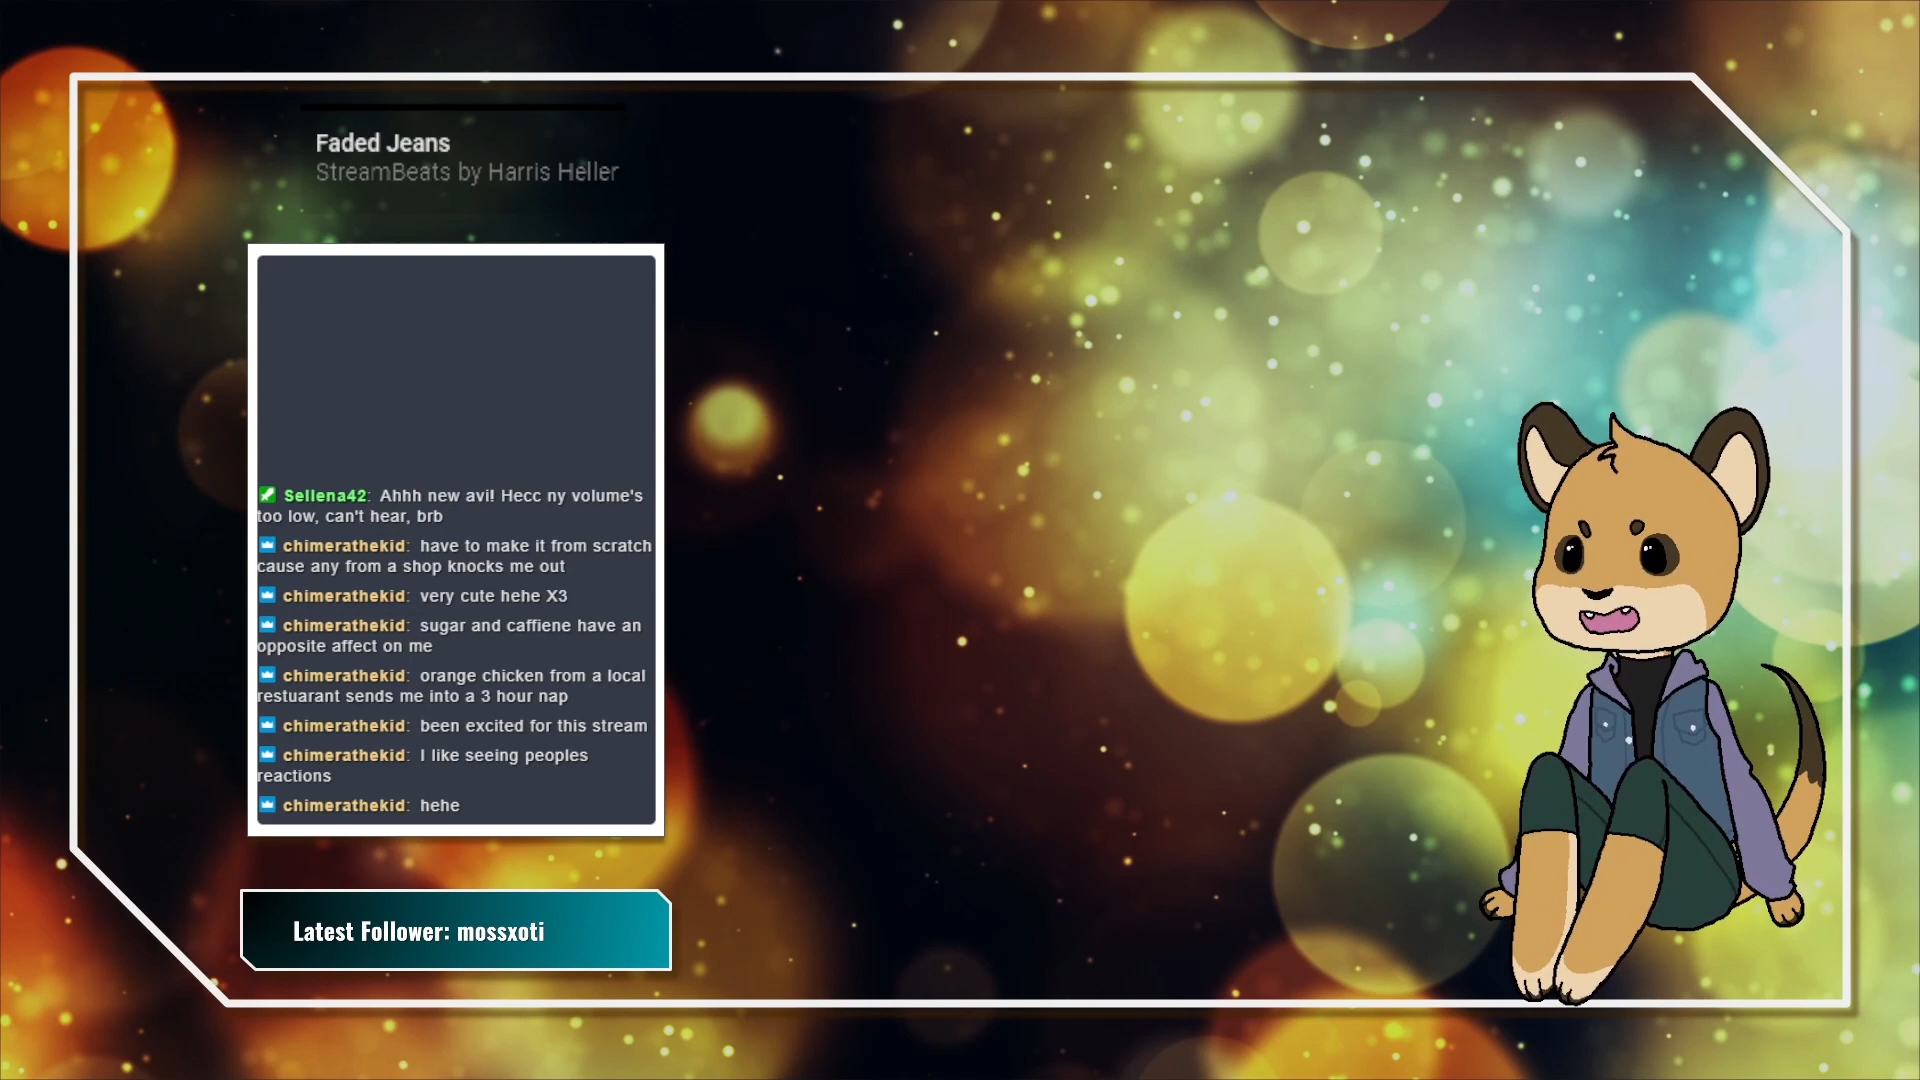 Faded Jeans
StreamBeats by Harris Heller
Sellena42: Ahhh new avi! Hecc ny volume's
too low, can't hear, brb
chimerathekid: have to make it from scratch
cause any from a shop knocks me out
chimerathekid: very cute hehe X3
chimerathekid: sugar and caffiene have an
opposite affect on me
chimerathekid: orange chicken from a local
restuarant sends me into a 3 hour nap
chimerathekid: been excited for this stream
chimerathekid: I like seeing peoples
reactions
chimerathekid: hehe
Latest Follower: mossxoti